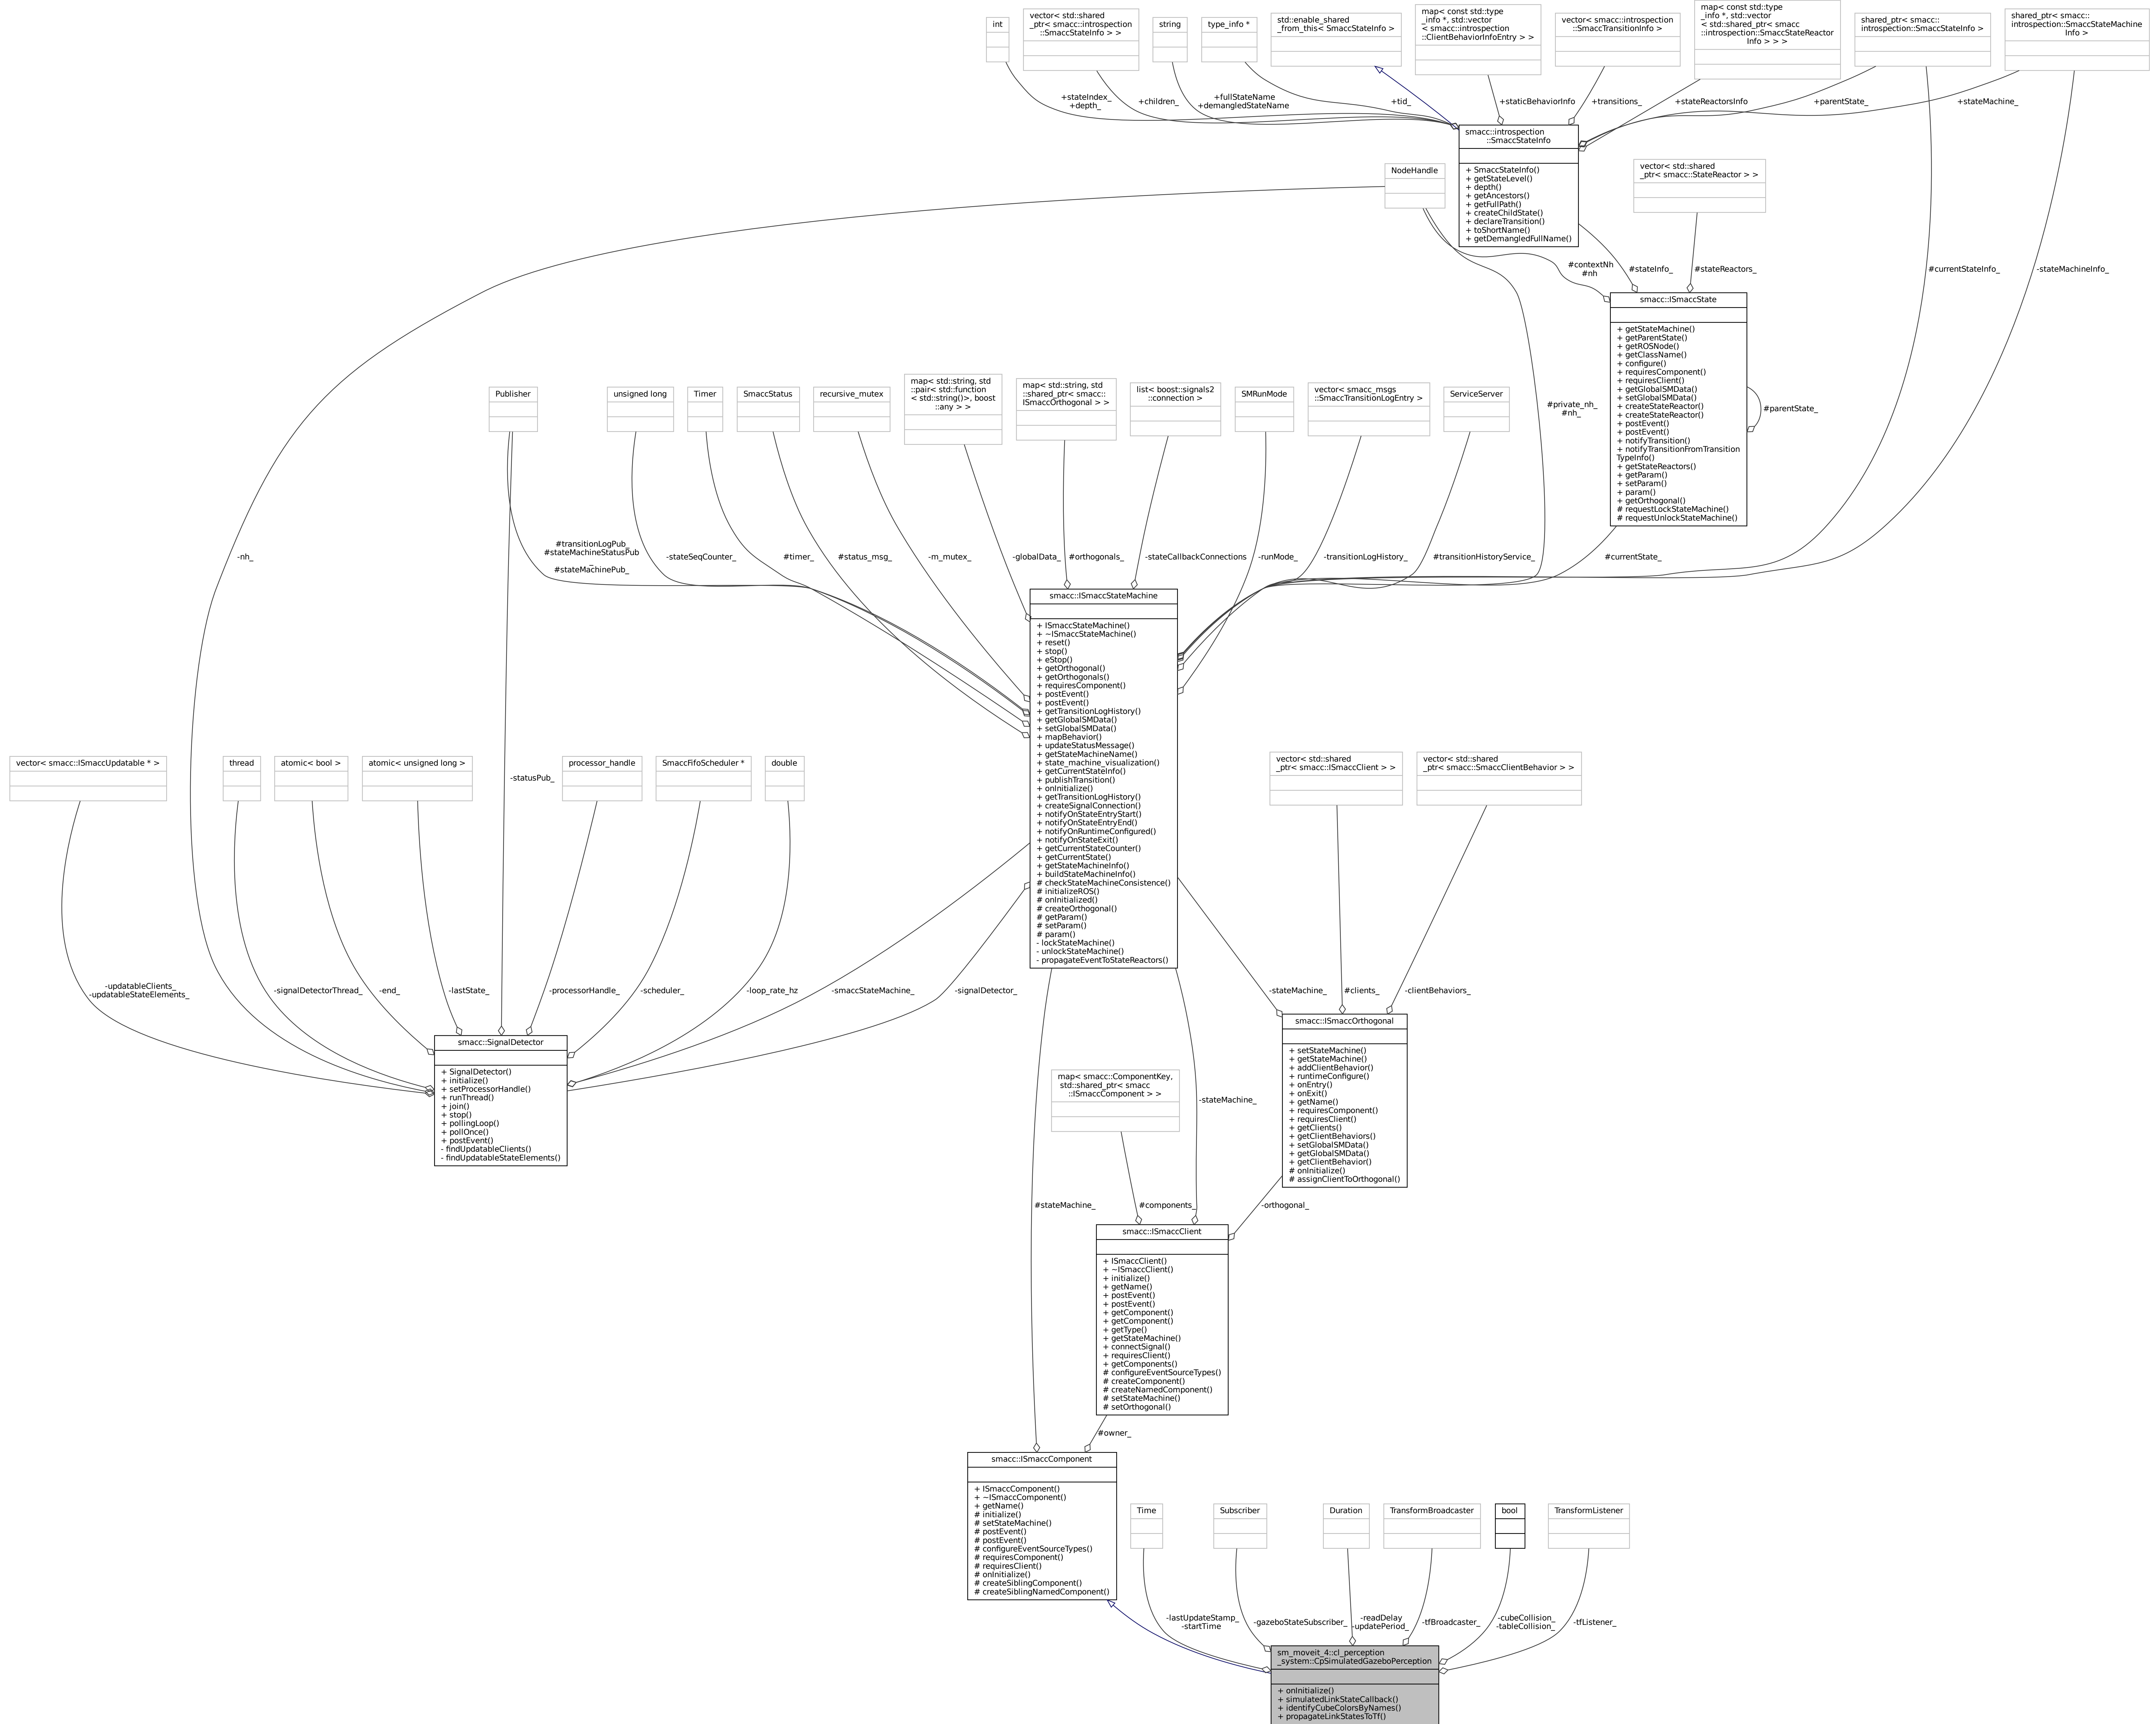 int
vector< std::shared
_ptr< smacc::introspection
::SmaccStateInfo > >
string
type_info *
std::enable_shared
_from_this< SmaccStateInfo >
map< const std::type
_info *, std::vector
< smacc::introspection
::ClientBehaviorInfoEntry > >
vector< smacc::introspection
::SmaccTransitionInfo >
map< const std::type
_info *, std::vector
< std::shared_ptr< smacc
::introspection::SmaccStateReactor
Info > > >
shared_ptr< smacc::
introspection::SmaccStateInfo >
shared_ptr< smacc::
introspection::SmaccStateMachine
Info >
+stateIndex_
+depth_
+children_
+fullStateName
+demangledStateName
+tid_
+staticBehaviorInfo
+transitions_
+stateReactorsInfo
+parentState_
+stateMachine_
smacc::introspection
::SmaccStateInfo
+ SmaccStateInfo()
+ getStateLevel()
+ depth()
+ getAncestors()
+ getFullPath()
+ createChildState()
+ declareTransition()
+ toShortName()
+ getDemangledFullName()
NodeHandle
vector< std::shared
_ptr< smacc::StateReactor > >
#contextNh
#nh
#stateInfo_
#stateReactors_
#currentStateInfo_
-stateMachineInfo_
smacc::ISmaccState
+ getStateMachine()
+ getParentState()
+ getROSNode()
+ getClassName()
+ configure()
+ requiresComponent()
+ requiresClient()
+ getGlobalSMData()
+ setGlobalSMData()
+ createStateReactor()
+ createStateReactor()
+ postEvent()
+ postEvent()
+ notifyTransition()
+ notifyTransitionFromTransition
TypeInfo()
+ getStateReactors()
+ getParam()
+ setParam()
+ param()
+ getOrthogonal()
# requestLockStateMachine()
# requestUnlockStateMachine()
#parentState_
Publisher
unsigned long
Timer
SmaccStatus
recursive_mutex
map< std::string, std
::pair< std::function
< std::string()>, boost
::any > >
map< std::string, std
::shared_ptr< smacc::
ISmaccOrthogonal > >
list< boost::signals2
::connection >
SMRunMode
vector< smacc_msgs
::SmaccTransitionLogEntry >
ServiceServer
#private_nh_
#nh_
-nh_
#transitionLogPub_
#stateMachineStatusPub
_
#stateMachinePub_
-stateSeqCounter_
#timer_
#status_msg_
-m_mutex_
-globalData_
#orthogonals_
-stateCallbackConnections
-runMode_
-transitionLogHistory_
#transitionHistoryService_
#currentState_
smacc::ISmaccStateMachine
+ ISmaccStateMachine()
+ ~ISmaccStateMachine()
+ reset()
+ stop()
+ eStop()
+ getOrthogonal()
+ getOrthogonals()
+ requiresComponent()
+ postEvent()
+ postEvent()
+ getTransitionLogHistory()
+ getGlobalSMData()
+ setGlobalSMData()
+ mapBehavior()
+ updateStatusMessage()
+ getStateMachineName()
+ state_machine_visualization()
+ getCurrentStateInfo()
+ publishTransition()
+ onInitialize()
+ getTransitionLogHistory()
+ createSignalConnection()
+ notifyOnStateEntryStart()
+ notifyOnStateEntryEnd()
+ notifyOnRuntimeConfigured()
+ notifyOnStateExit()
+ getCurrentStateCounter()
+ getCurrentState()
+ getStateMachineInfo()
+ buildStateMachineInfo()
# checkStateMachineConsistence()
# initializeROS()
# onInitialized()
# createOrthogonal()
# getParam()
# setParam()
# param()
- lockStateMachine()
- unlockStateMachine()
- propagateEventToStateReactors()
vector< smacc::ISmaccUpdatable * >
thread
atomic< bool >
atomic< unsigned long >
-statusPub_
processor_handle
SmaccFifoScheduler *
double
vector< std::shared
_ptr< smacc::ISmaccClient > >
vector< std::shared
_ptr< smacc::SmaccClientBehavior > >
-updatableClients_
-updatableStateElements_
-signalDetectorThread_
-end_
-lastState_
-processorHandle_
-scheduler_
-loop_rate_hz
-smaccStateMachine_
-signalDetector_
-stateMachine_
#clients_
-clientBehaviors_
smacc::SignalDetector
+ SignalDetector()
+ initialize()
+ setProcessorHandle()
+ runThread()
+ join()
+ stop()
+ pollingLoop()
+ pollOnce()
+ postEvent()
- findUpdatableClients()
- findUpdatableStateElements()
smacc::ISmaccOrthogonal
+ setStateMachine()
+ getStateMachine()
+ addClientBehavior()
+ runtimeConfigure()
+ onEntry()
+ onExit()
+ getName()
+ requiresComponent()
+ requiresClient()
+ getClients()
+ getClientBehaviors()
+ setGlobalSMData()
+ getGlobalSMData()
+ getClientBehavior()
# onInitialize()
# assignClientToOrthogonal()
map< smacc::ComponentKey,
std::shared_ptr< smacc
::ISmaccComponent > >
-stateMachine_
#stateMachine_
#components_
-orthogonal_
smacc::ISmaccClient
+ ISmaccClient()
+ ~ISmaccClient()
+ initialize()
+ getName()
+ postEvent()
+ postEvent()
+ getComponent()
+ getComponent()
+ getType()
+ getStateMachine()
+ connectSignal()
+ requiresClient()
+ getComponents()
# configureEventSourceTypes()
# createComponent()
# createNamedComponent()
# setStateMachine()
# setOrthogonal()
#owner_
smacc::ISmaccComponent
+ ISmaccComponent()
+ ~ISmaccComponent()
+ getName()
# initialize()
# setStateMachine()
# postEvent()
# postEvent()
# configureEventSourceTypes()
# requiresComponent()
# requiresClient()
# onInitialize()
# createSiblingComponent()
# createSiblingNamedComponent()
Time
Subscriber
Duration
TransformBroadcaster
bool
TransformListener
-lastUpdateStamp_
-startTime
-gazeboStateSubscriber_
-readDelay
-updatePeriod_
-tfBroadcaster_
-cubeCollision_
-tableCollision_
-tfListener_
sm_moveit_4::cl_perception
_system::CpSimulatedGazeboPerception
+ onInitialize()
+ simulatedLinkStateCallback()
+ identifyCubeColorsByNames()
+ propagateLinkStatesToTf()